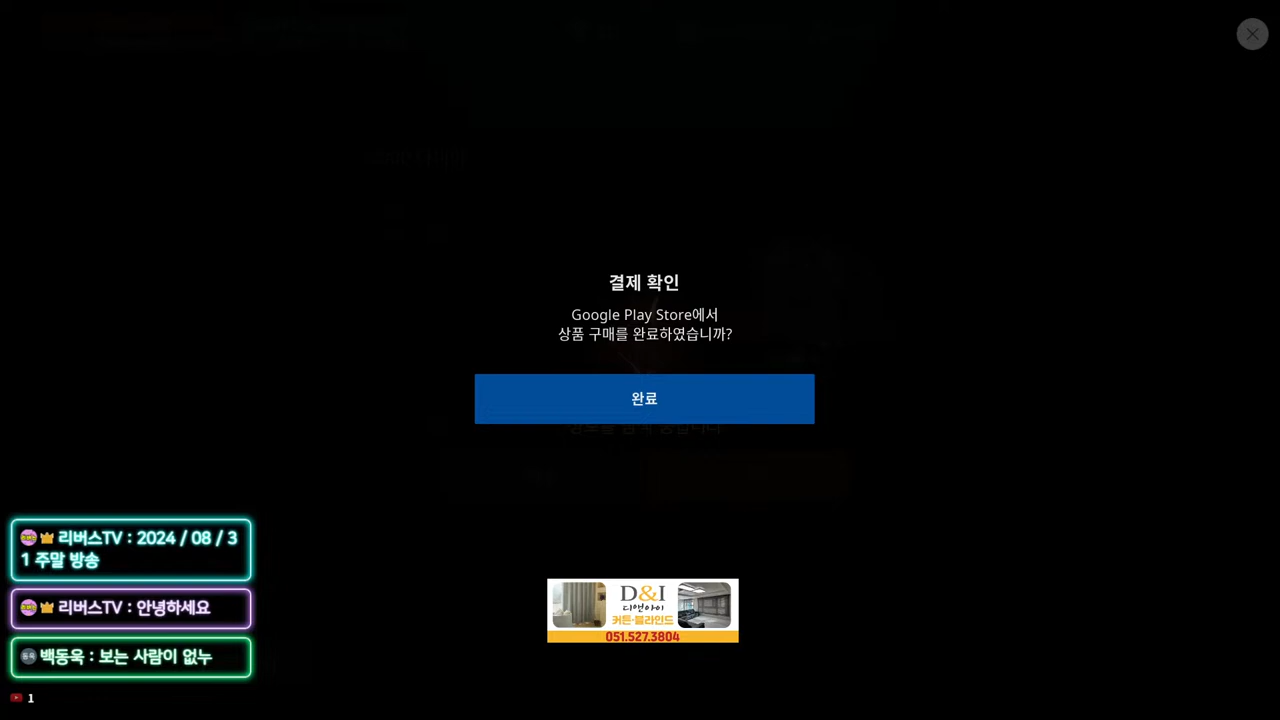 결제 확인
Google Play Store에서
상품 구매를 완료하였습니까?
완료
리버스TV : 2024 / 08 / 3
1 주말 방송
리버스TV : 안녕하세요
백동욱 : 보는 사람이 없누
1
D&I
디앤아이
커튼·블라인드
051.527.3804